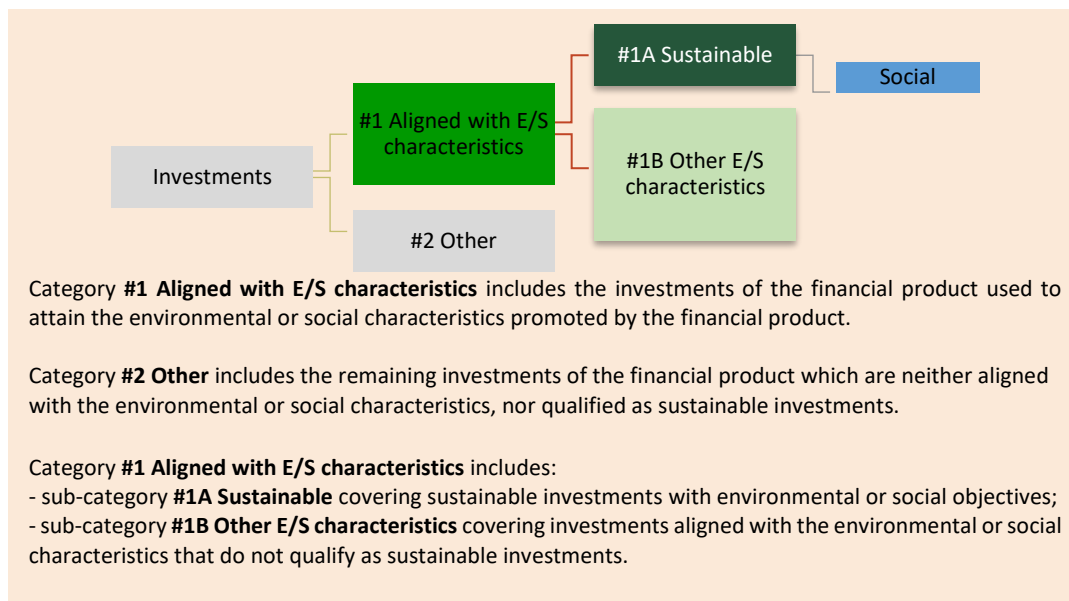 #1A Sustainable
Social
#1 Aligned with E/S
characteristics
#1B Other E/S
characteristics
Investments
#2 Other
Category #1 Aligned with E/S characteristics includes the investments of the financial product used to
attain the environmental or social characteristics promoted by the financial product.
Category #2 Other includes the remaining investments of the financial product which are neither aligned
with the environmental or social characteristics, nor qualified as sustainable investments.
Category #1 Aligned with E/S characteristics includes:
- sub-category #1A Sustainable covering sustainable investments with environmental or social objectives;
- sub-category #1B Other E/S characteristics covering investments aligned with the environmental or social
characteristics that do not qualify as sustainable investments.